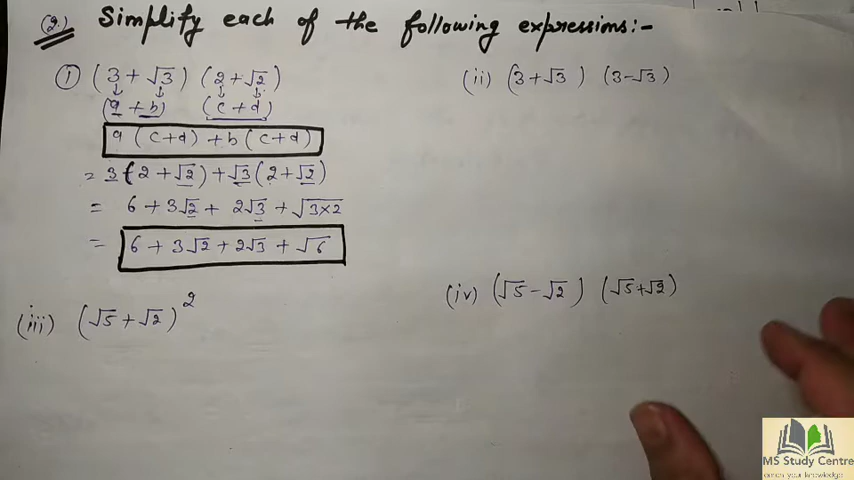 (2.) Simplify each of the following expressions:-
(i) (3 + √3) (2 + √2)
(a + b) (c + d)
a (c+d) + b (c+d)
= 3 (2 + √2) + √3 (2 + √2)
= 6 + 3√2 + 2√3 + √3×2
= 6 + 3√2 + 2√3 + √6
(ii) (3+√3) (3-√3)
(iii) (√5 + √2)²
(iv) (√5 - √2) (√5+√2)
MS Study Centre